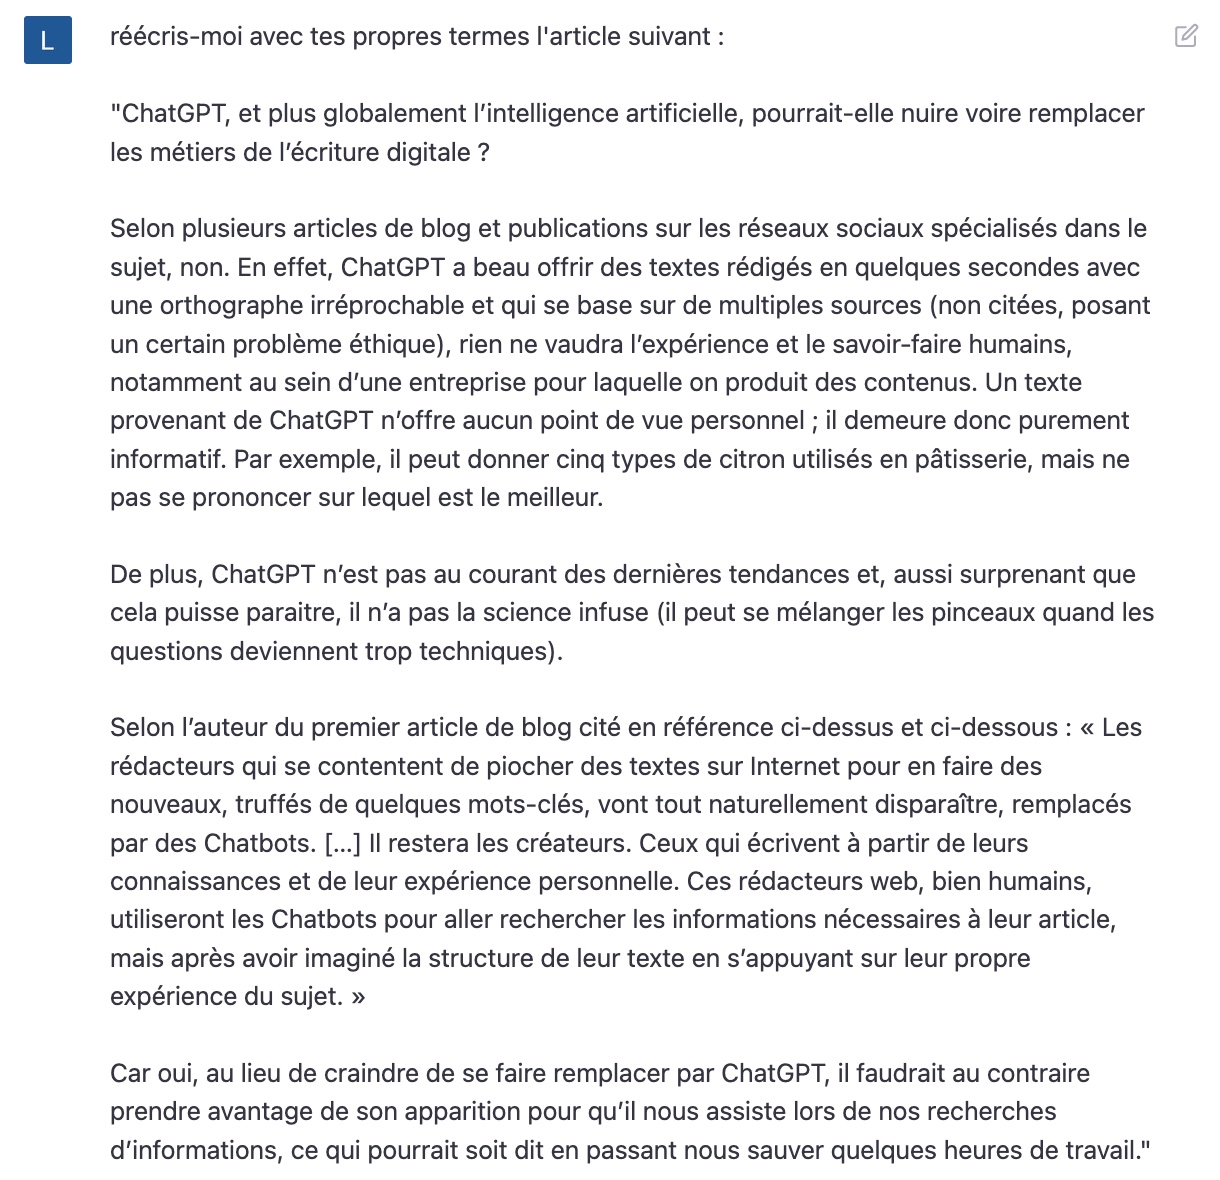 L
réécris-moi avec tes propres termes l'article suivant :
"ChatGPT, et plus globalement l’intelligence artificielle, pourrait-elle nuire voire remplacer
les métiers de l’écriture digitale ?
Selon plusieurs articles de blog et publications sur les réseaux sociaux spécialisés dans le
sujet, non. En effet, ChatGPT a beau offrir des textes rédigés en quelques secondes avec
une orthographe irréprochable et qui se base sur de multiples sources (non citées, posant
un certain problème éthique), rien ne vaudra l’expérience et le savoir-faire humains,
notamment au sein d’une entreprise pour laquelle on produit des contenus. Un texte
provenant de ChatGPT n’offre aucun point de vue personnel ; il demeure donc purement
informatif. Par exemple, il peut donner cinq types de citron utilisés en pâtisserie, mais ne
pas se prononcer sur lequel est le meilleur.
De plus, ChatGPT n’est pas au courant des dernières tendances et, aussi surprenant que
cela puisse paraitre, il n’a pas la science infuse (il peut se mélanger les pinceaux quand les
questions deviennent trop techniques).
Selon l’auteur du premier article de blog cité en référence ci-dessus et ci-dessous : « Les
rédacteurs qui se contentent de piocher des textes sur Internet pour en faire des
nouveaux, truffés de quelques mots-clés, vont tout naturellement disparaître, remplacés
par des Chatbots. [...] Il restera les créateurs. Ceux qui écrivent à partir de leurs
connaissances et de leur expérience personnelle. Ces rédacteurs web, bien humains,
utiliseront les Chatbots pour aller rechercher les informations nécessaires à leur article,
mais après avoir imaginé la structure de leur texte en s’appuyant sur leur propre
expérience du sujet. »
Car oui, au lieu de craindre de se faire remplacer par ChatGPT, il faudrait au contraire
prendre avantage de son apparition pour qu’il nous assiste lors de nos recherches
d’informations, ce qui pourrait soit dit en passant nous sauver quelques heures de travail."